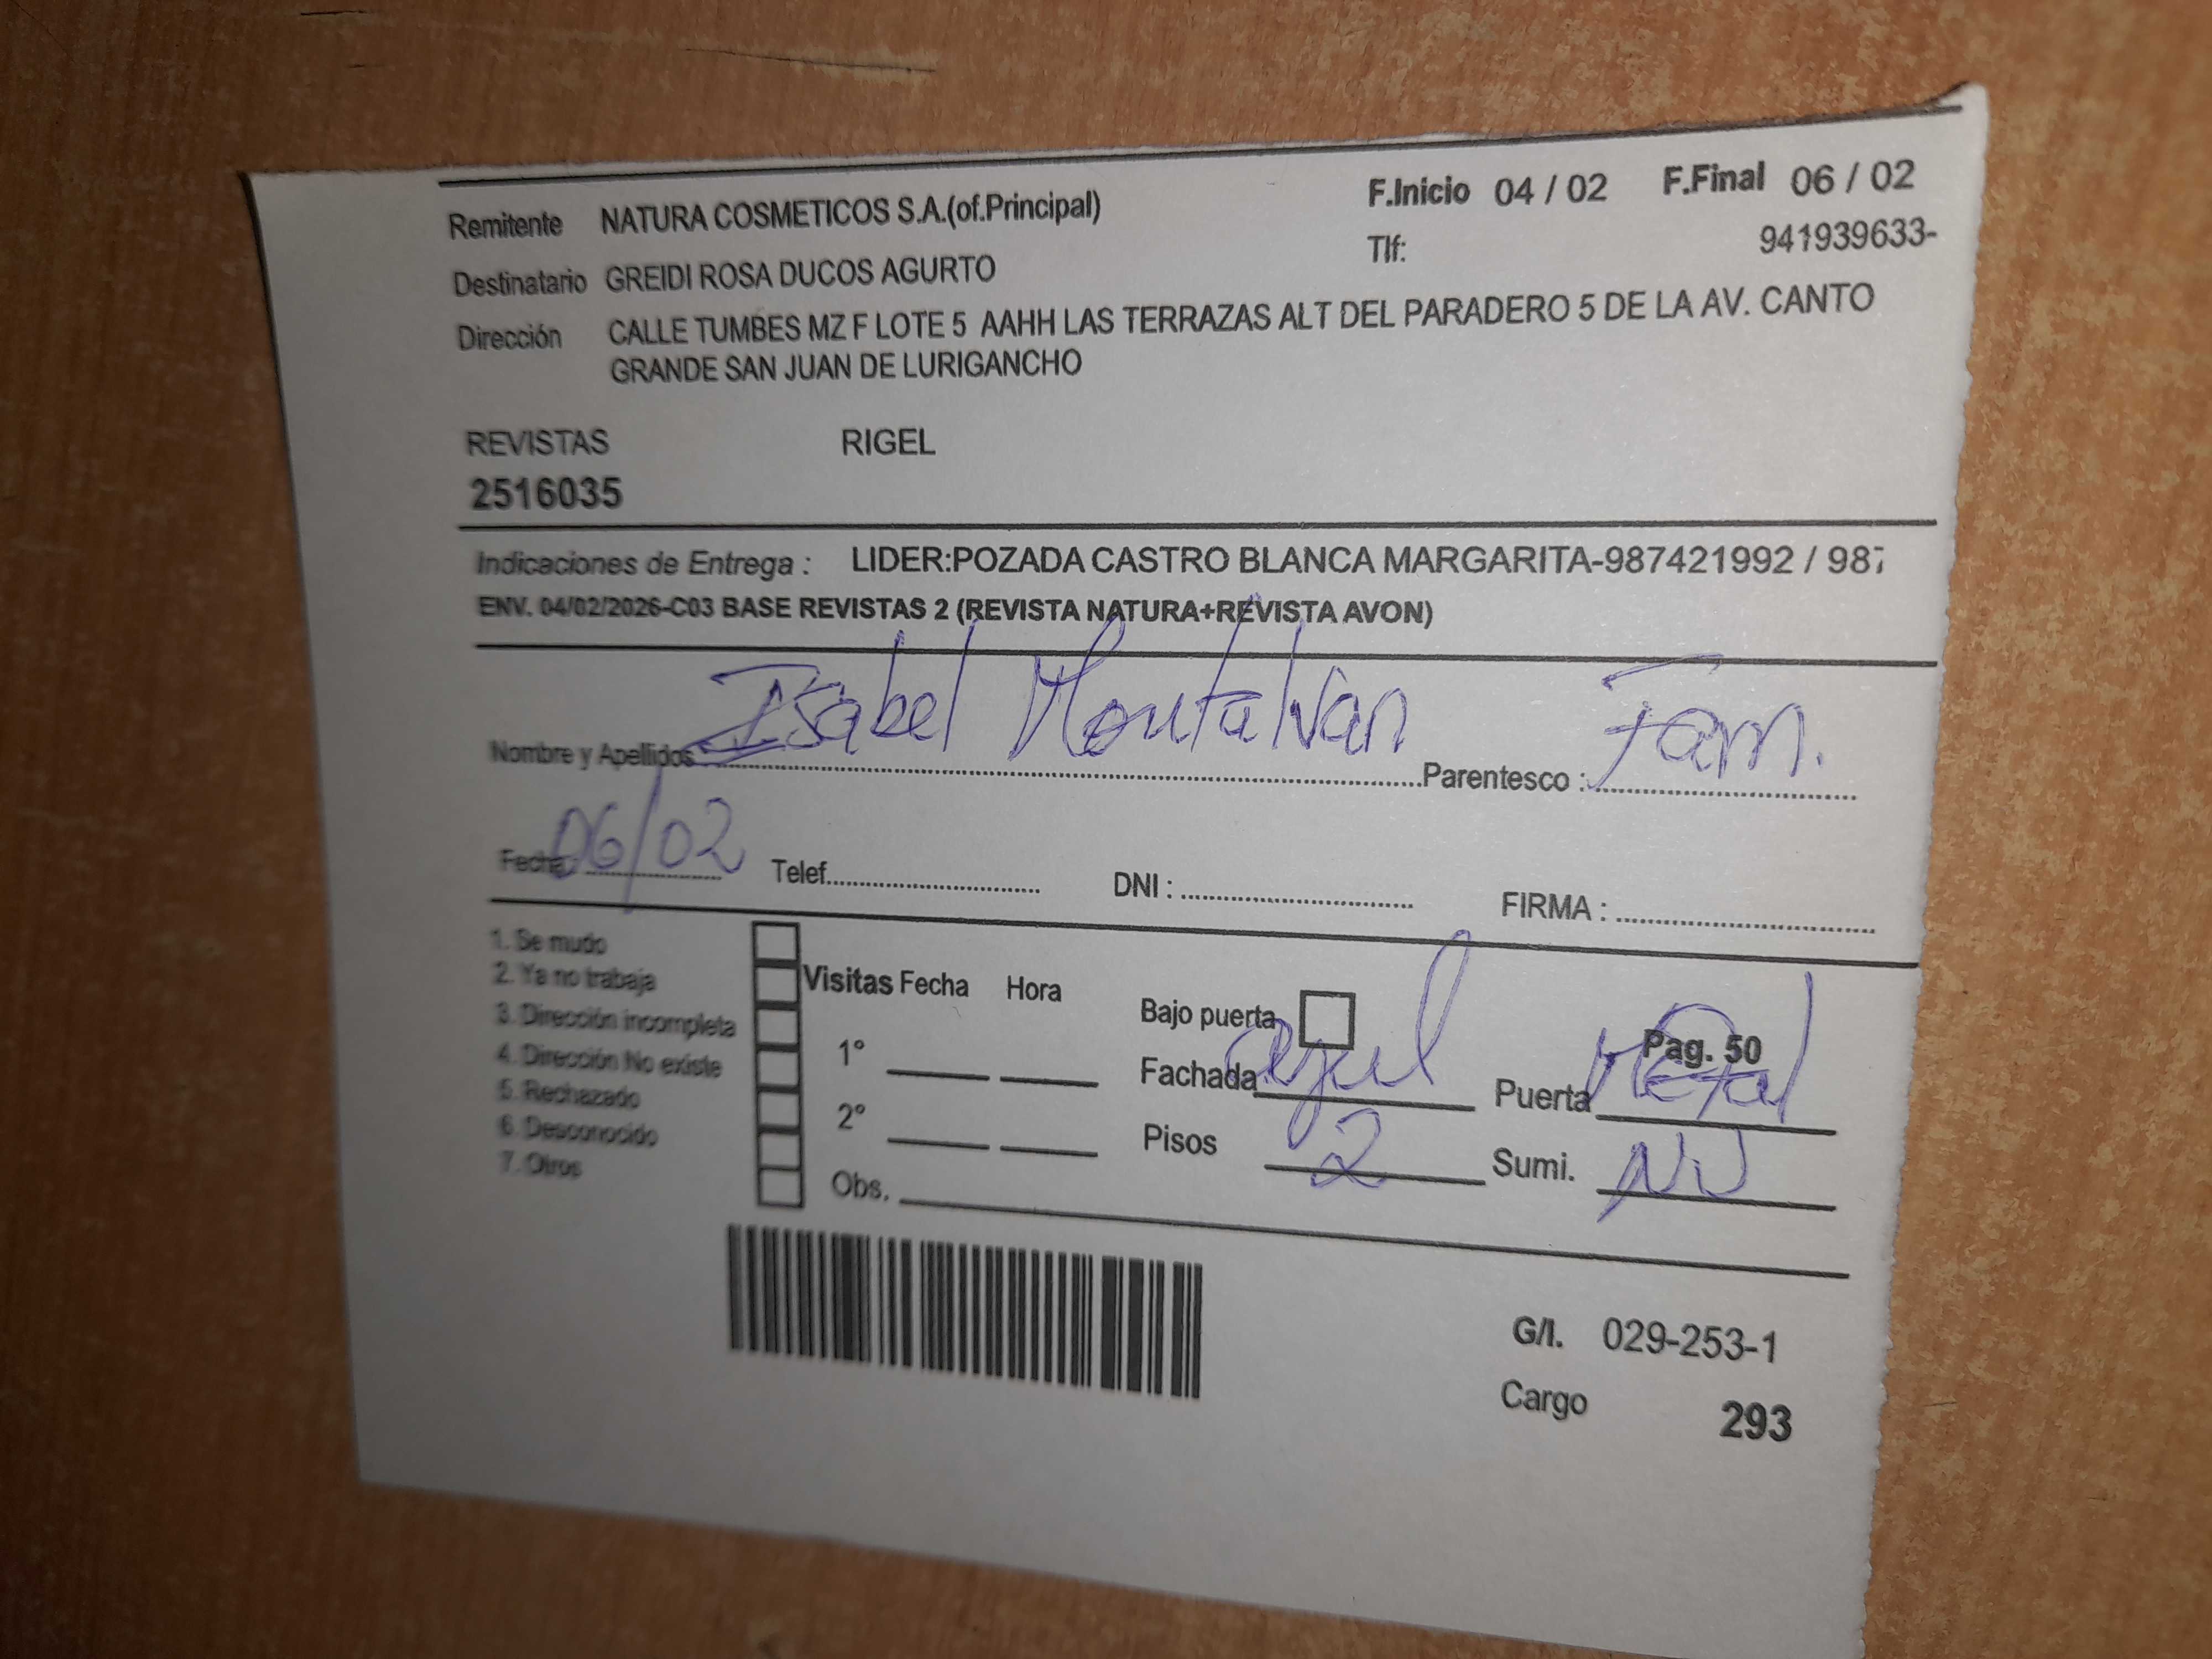 Remitente NATURA COSMETICOS S.A.(of.Principal) F.Inicio 04 / 02 F.Final 06 / 02
Destinatario GREIDI ROSA DUCOS AGURTO Tlf: 941939633-
Dirección CALLE TUMBES MZ F LOTE 5 AAHH LAS TERRAZAS ALT DEL PARADERO 5 DE LA AV. CANTO
GRANDE SAN JUAN DE LURIGANCHO
REVISTAS RIGEL
2516035
Indicaciones de Entrega : LIDER:POZADA CASTRO BLANCA MARGARITA-987421992 / 987
ENV. 04/02/2026-C03 BASE REVISTAS 2 (REVISTA NATURA+REVISTA AVON)
Nombre y Apellidos Isabel Montalvan Parentesco : Fam.
Fecha: 06/02 Telef. DNI : FIRMA :
1. Se mudo
2. Ya no trabaja Visitas Fecha Hora Bajo puerta
3. Dirección incompleta 1° Fachada azul Puerta Metal Pag. 50
4. Dirección No existe
5. Rechazado 2° Pisos 2 Sumi.
6. Desconocido
7. Otros Obs.
G/I. 029-253-1
Cargo 293